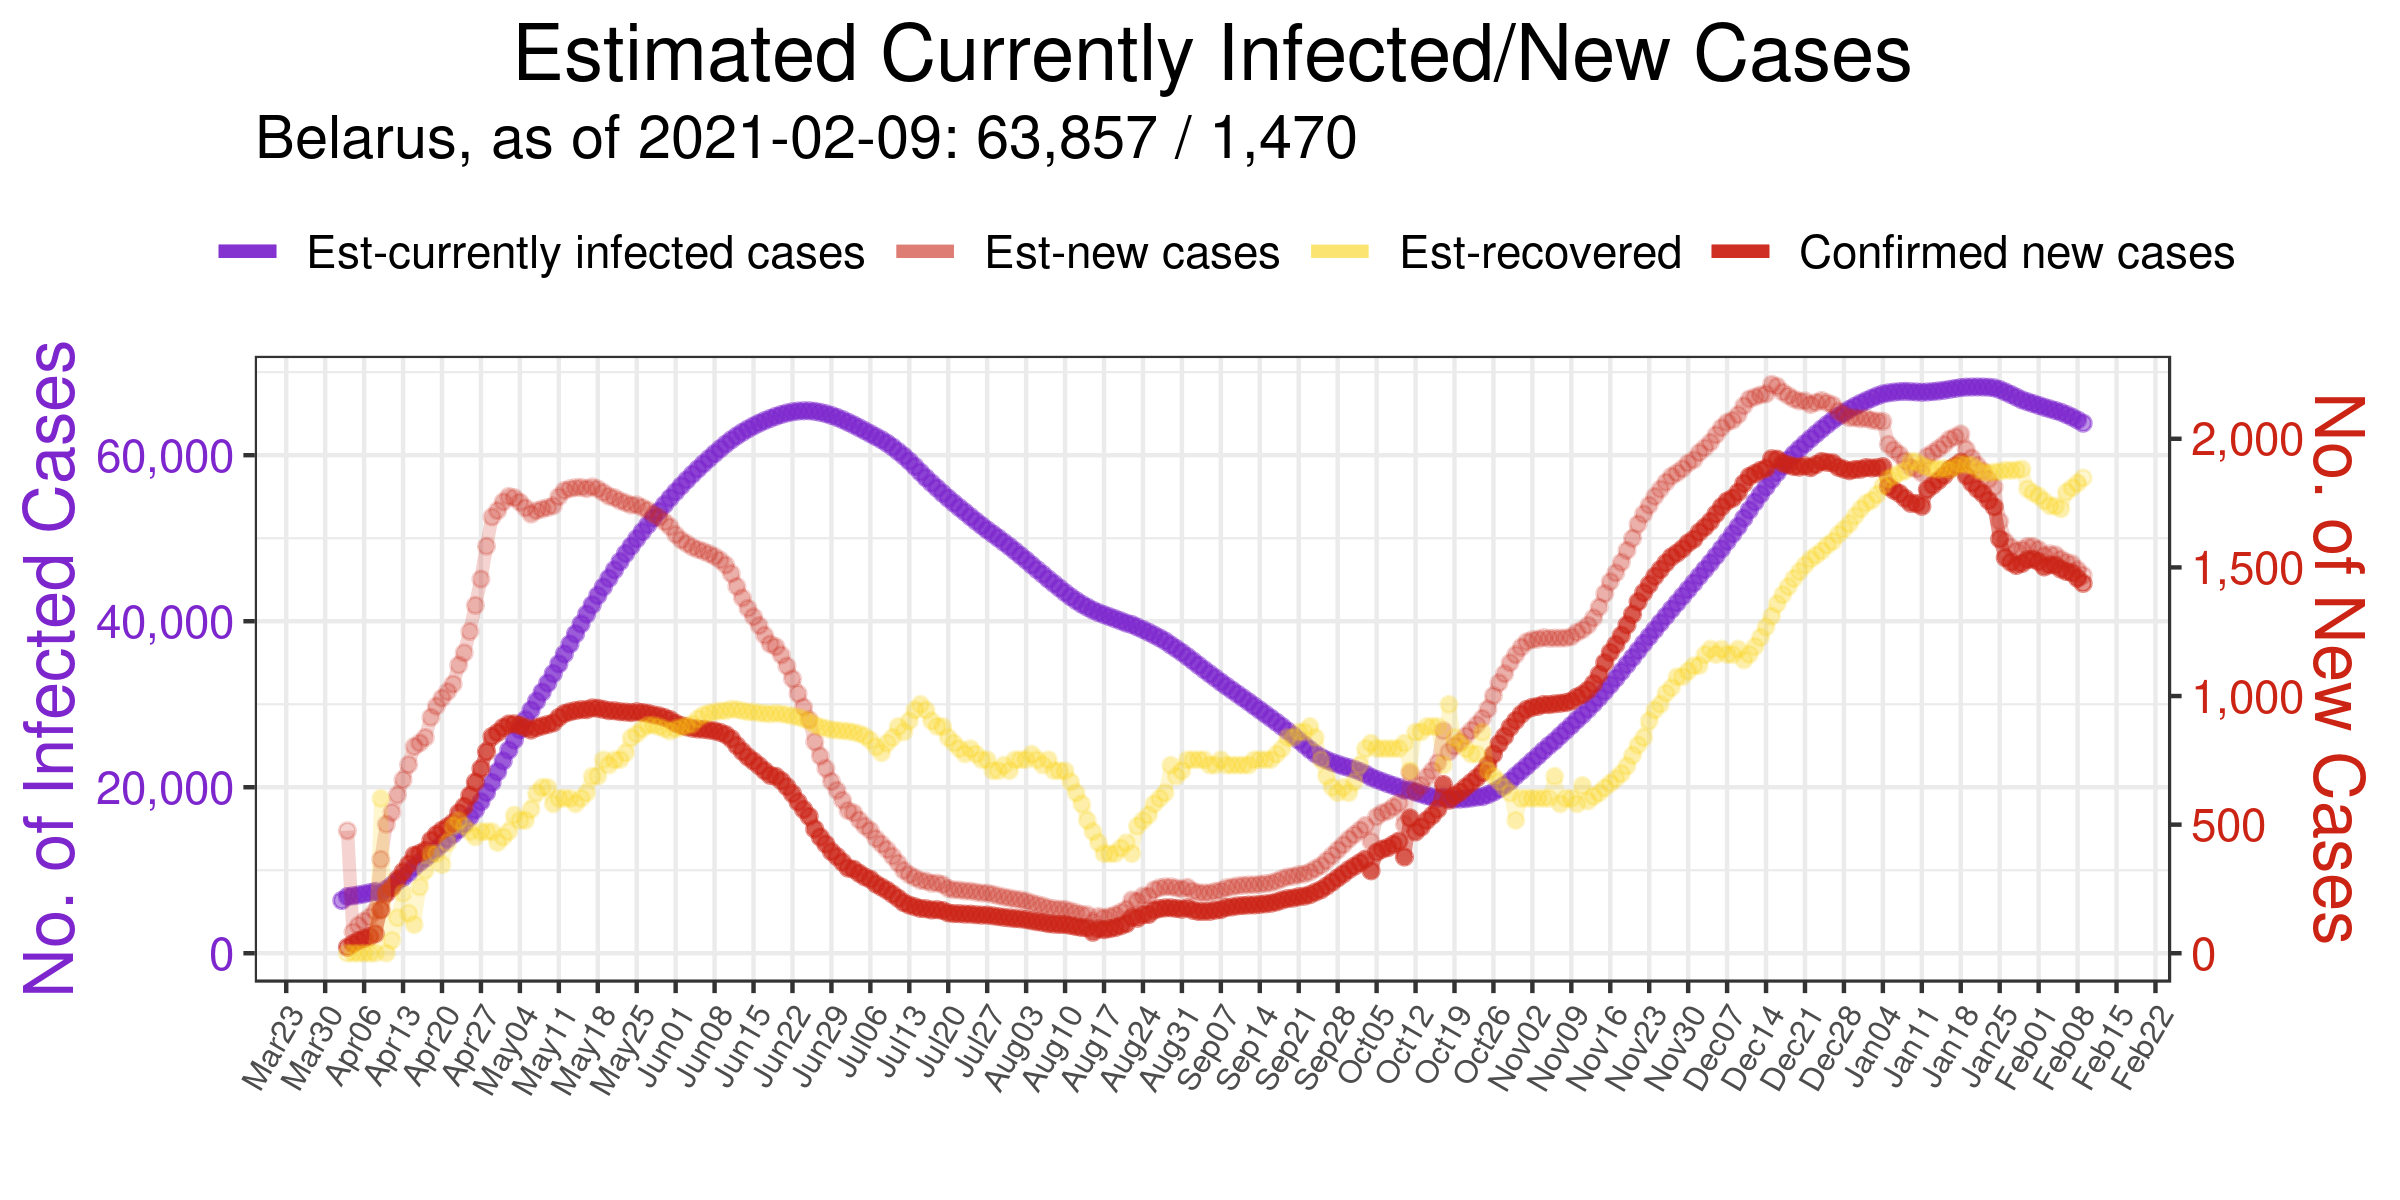 Estimated Currently Infected/New Cases
Belarus, as of 2021-02-09: 63,857 / 1,470
Est-currently infected cases Est-new cases Est-recovered Confirmed new cases
No. of Infected Cases
60,000
40,000
20,000
0
2,000
1,500
1,000
500
0
No. of New Cases
Mar23 Mar30 Apr06 Apr13 Apr20 Apr27 May04 May11 May18 May25 Jun01 Jun08 Jun15 Jun22 Jun29 Jul06 Jul13 Jul20 Jul27 Aug03 Aug10 Aug17 Aug24 Aug31 Sep07 Sep14 Sep21 Sep28 Oct05 Oct12 Oct19 Oct26 Nov02 Nov09 Nov16 Nov23 Nov30 Dec07 Dec14 Dec21 Dec28 Jan04 Jan11 Jan18 Jan25 Feb01 Feb08 Feb15 Feb22